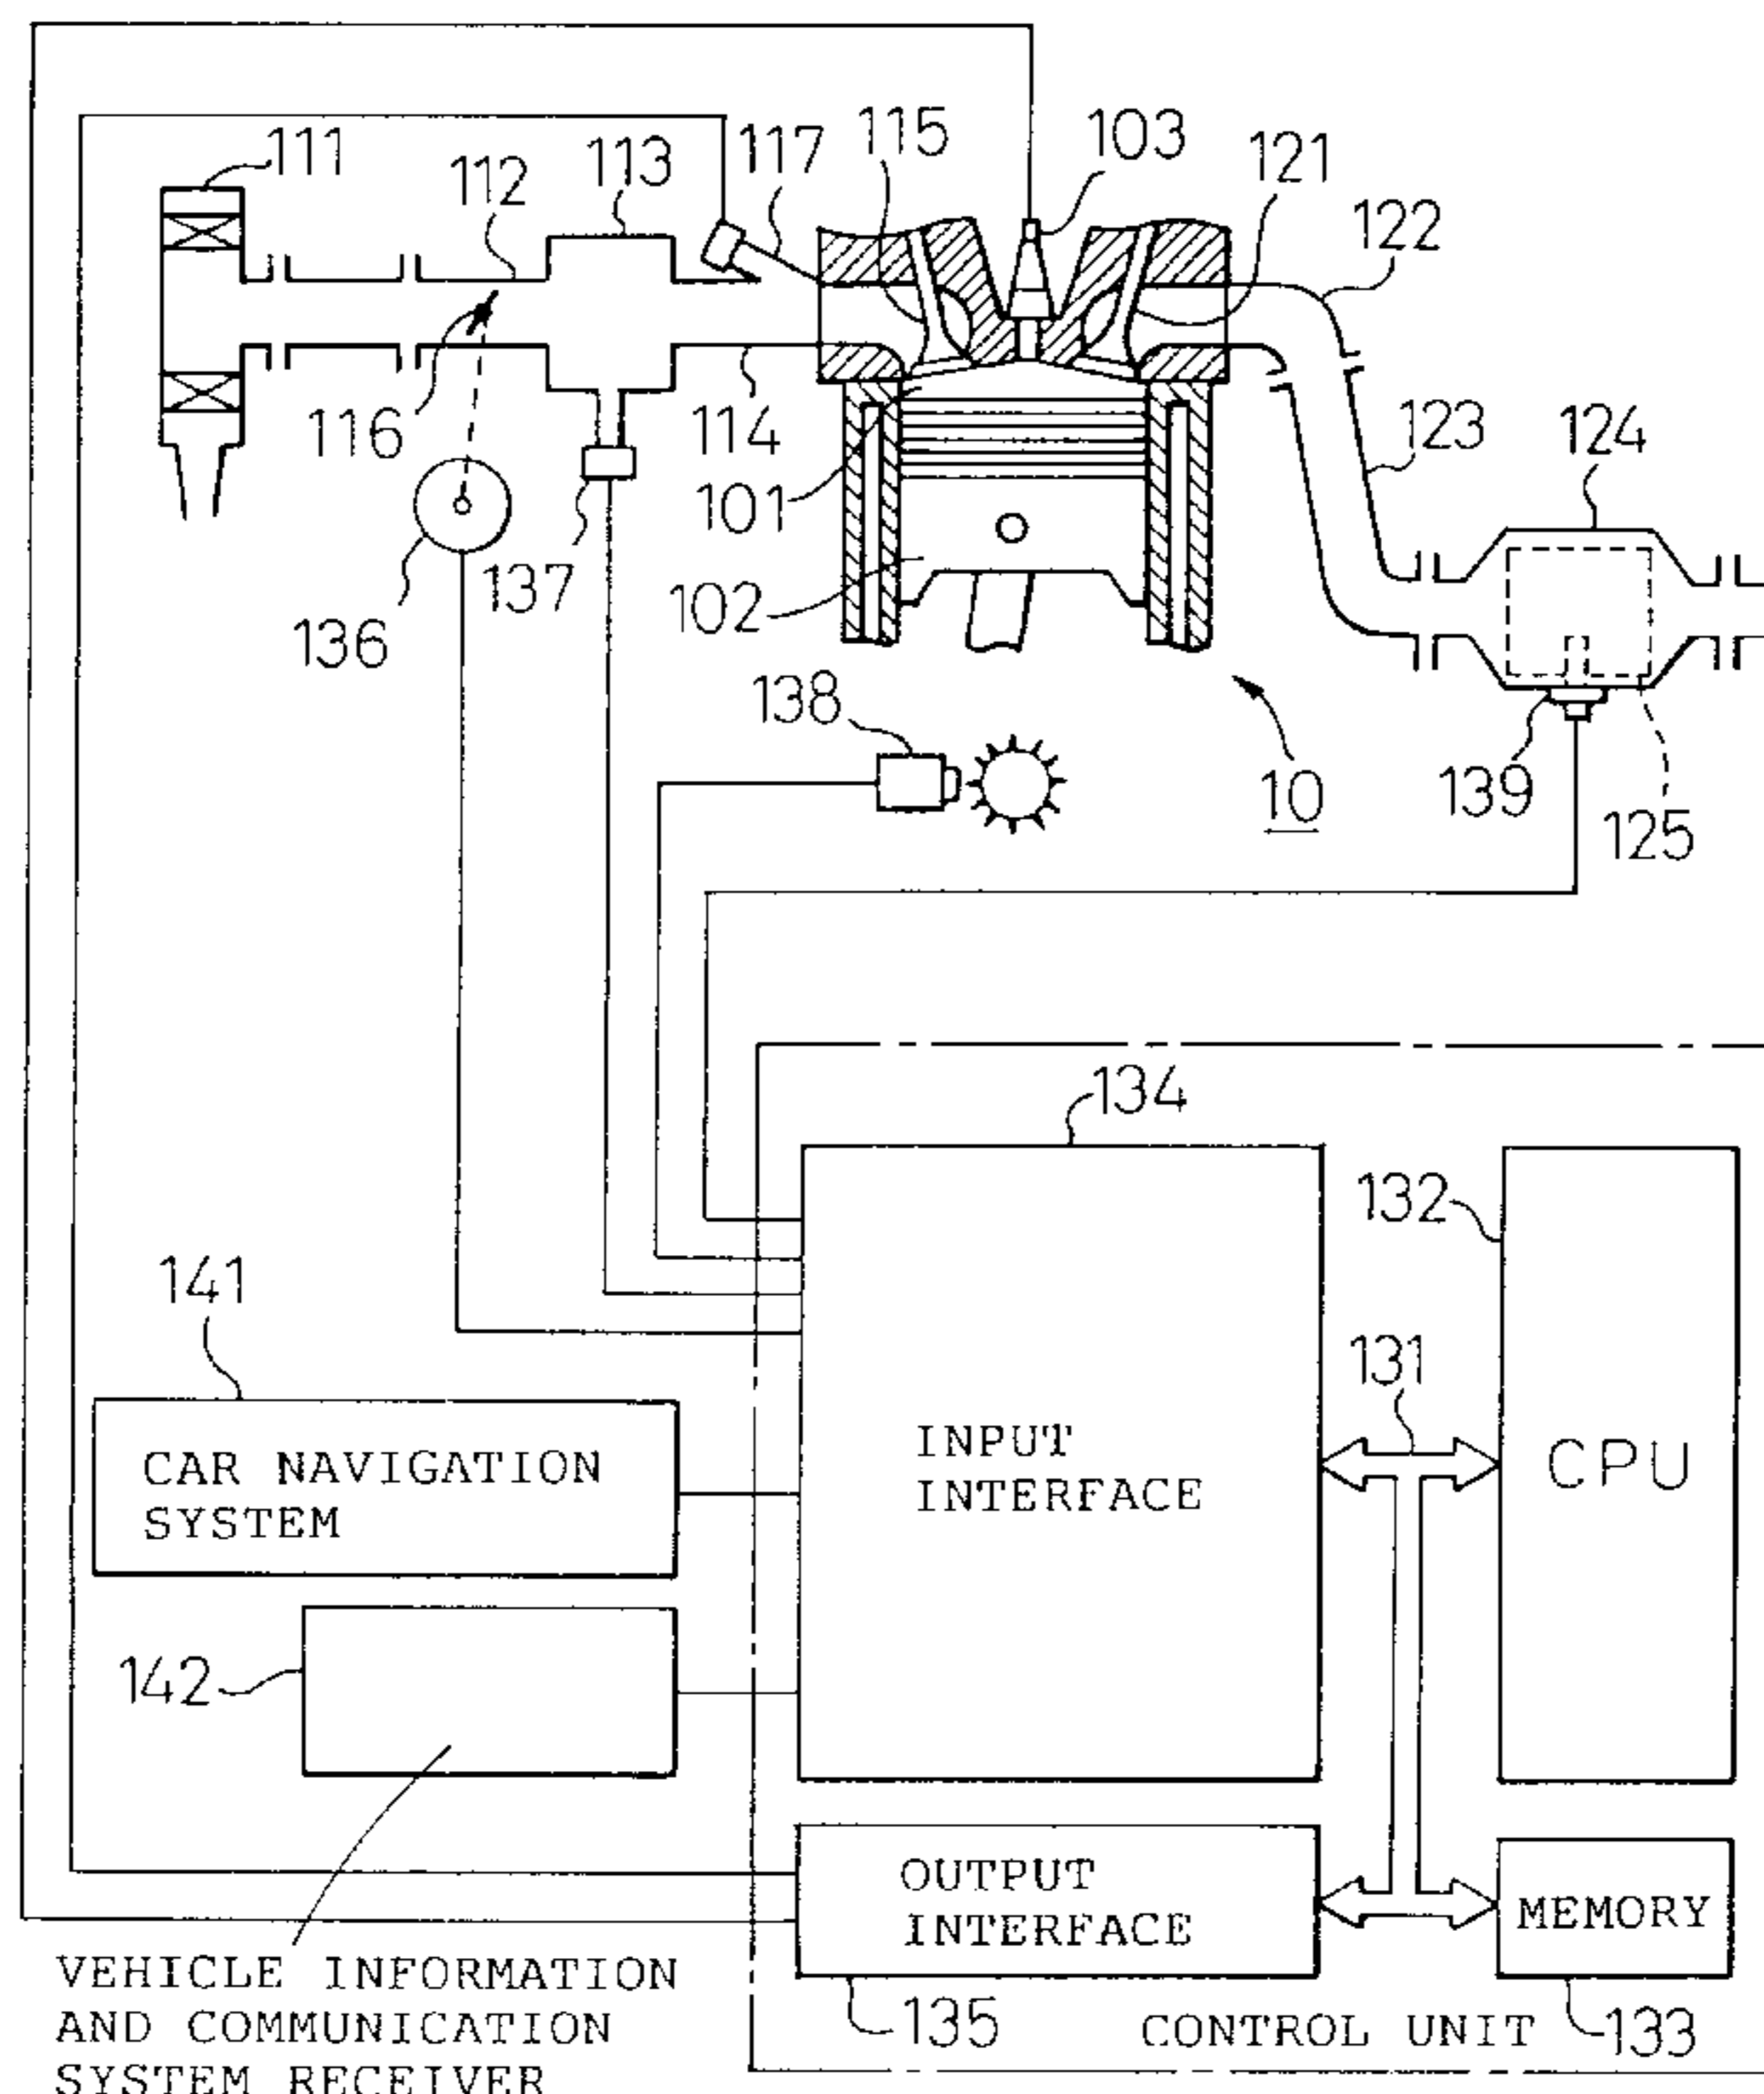 103
115
117
121
111
113
112
122
116
114
123
124
101
137
102
136
138
139
10
125
134
132
141
131
INPUT
INTERFACE
CPU
CAR NAVIGATION
SYSTEM
142
OUTPUT
INTERFACE
MEMORY
VEHICLE INFORMATION
AND COMMUNICATION
SYSTEM RECEIVER
135
CONTROL UNIT
133